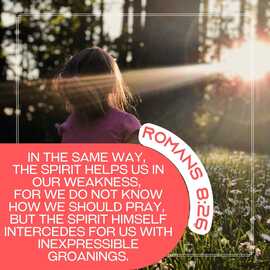 ROMANS 8:26
IN THE SAME WAY,
THE SPIRIT HELPS US IN
OUR WEAKNESS,
FOR WE DO NOT KNOW
HOW WE SHOULD PRAY,
BUT THE SPIRIT HIMSELF
INTERCEDES FOR US WITH
INEXPRESSIBLE
GROANINGS.